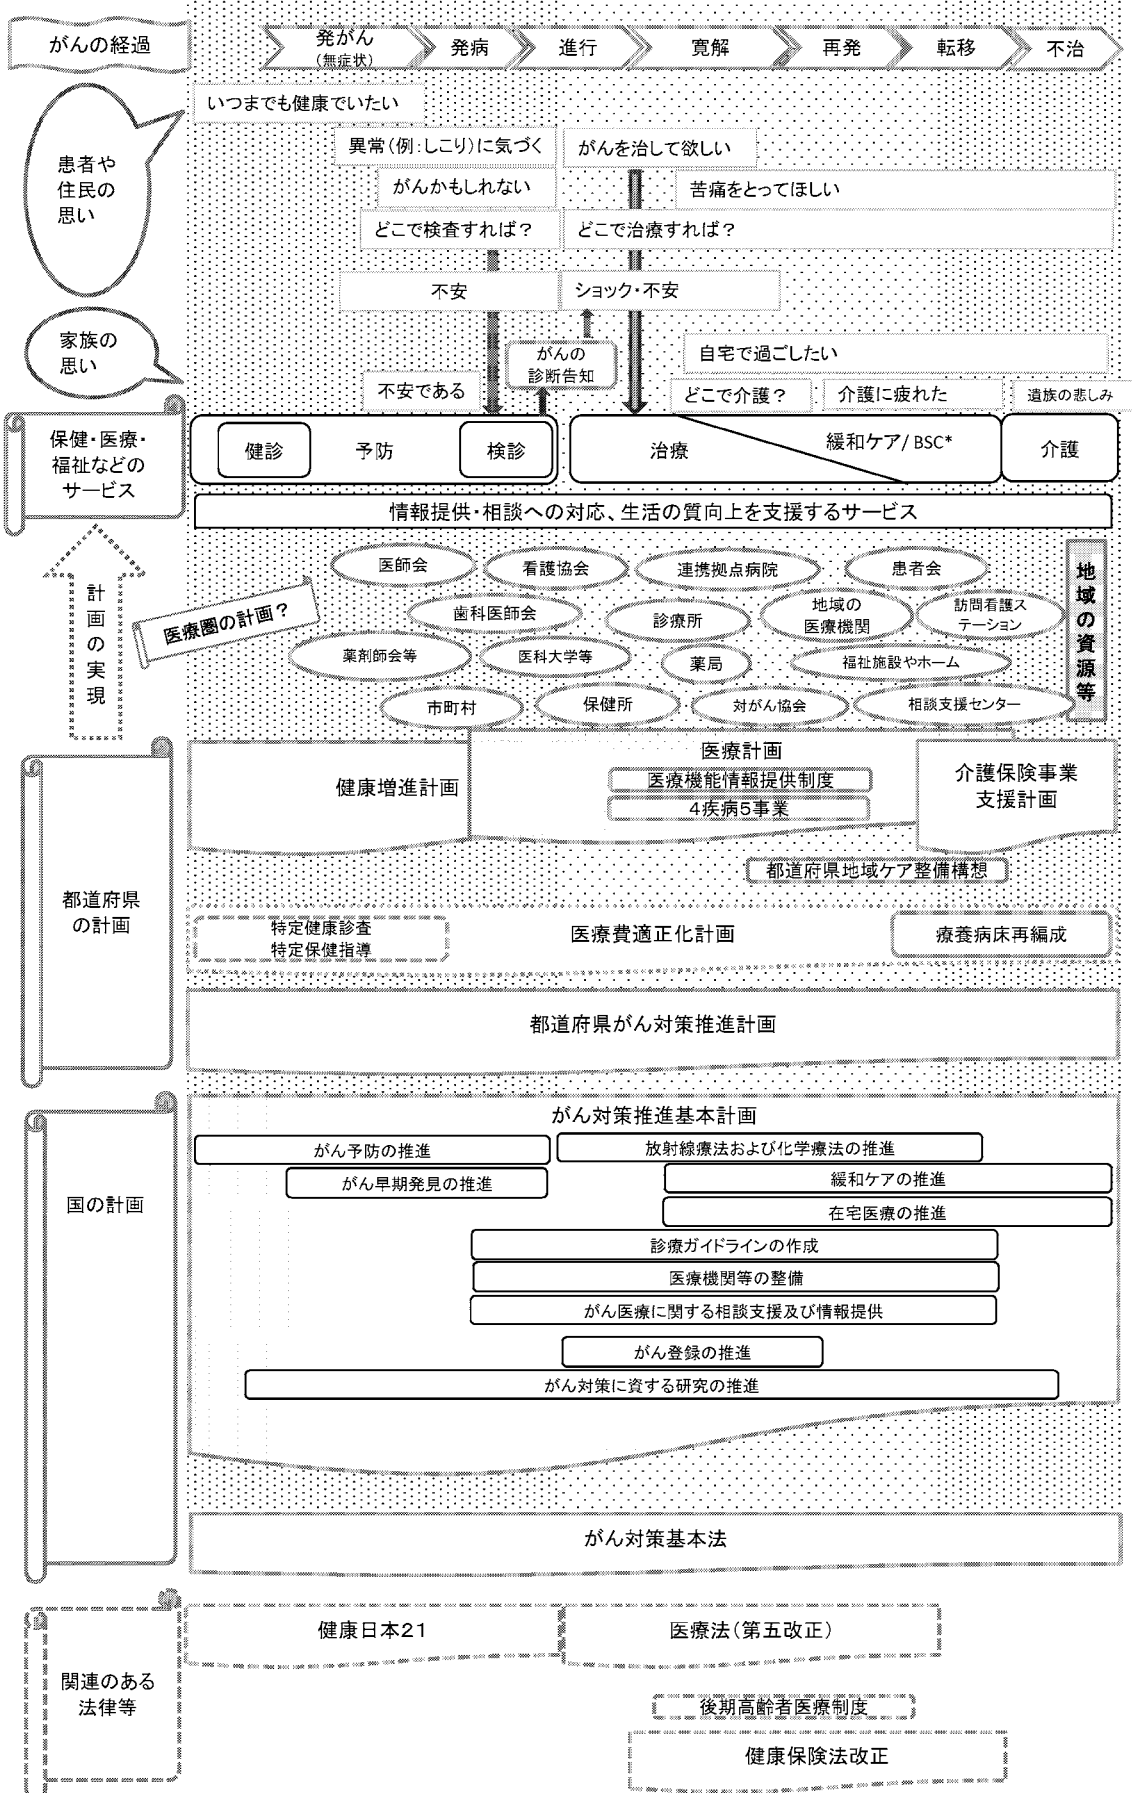 がんの経過
発がん
(無症状)
発病
進行
寛解
再発
転移
不治
患者や
住民の
思い
いつまでも健康でいたい
異常(例:しこり)に気づく
がんを治して欲しい
がんかもしれない
苦痛をとってほしい
どこで検査すれば?
どこで治療すれば?
不安
ショック・不安
家族の
思い
がんの
診断告知
自宅で過ごしたい
不安である
どこで介護?
介護に疲れた
遺族の悲しみ
保健・医療・
福祉などの
サービス
健診
予防
検診
治療
緩和ケア/ BSC*
介護
情報提供・相談への対応、生活の質向上を支援するサービス
計画の実現
医療圏の計画?
医師会
看護協会
連携拠点病院
患者会
歯科医師会
診療所
地域の
医療機関
訪問看護ス
テーション
薬剤師会等
医科大学等
薬局
福祉施設やホーム
市町村
保健所
対がん協会
相談支援センター
地域の資源等
都道府県
の計画
健康増進計画
医療計画
医療機能情報提供制度
4疾病5事業
介護保険事業
支援計画
都道府県地域ケア整備構想
特定健康診査
特定保健指導
医療費適正化計画
療養病床再編成
都道府県がん対策推進計画
国の計画
がん対策推進基本計画
がん予防の推進
放射線療法および化学療法の推進
がん早期発見の推進
緩和ケアの推進
在宅医療の推進
診療ガイドラインの作成
医療機関等の整備
がん医療に関する相談支援及び情報提供
がん登録の推進
がん対策に資する研究の推進
がん対策基本法
関連のある
法律等
健康日本21
医療法(第五改正)
後期高齢者医療制度
健康保険法改正